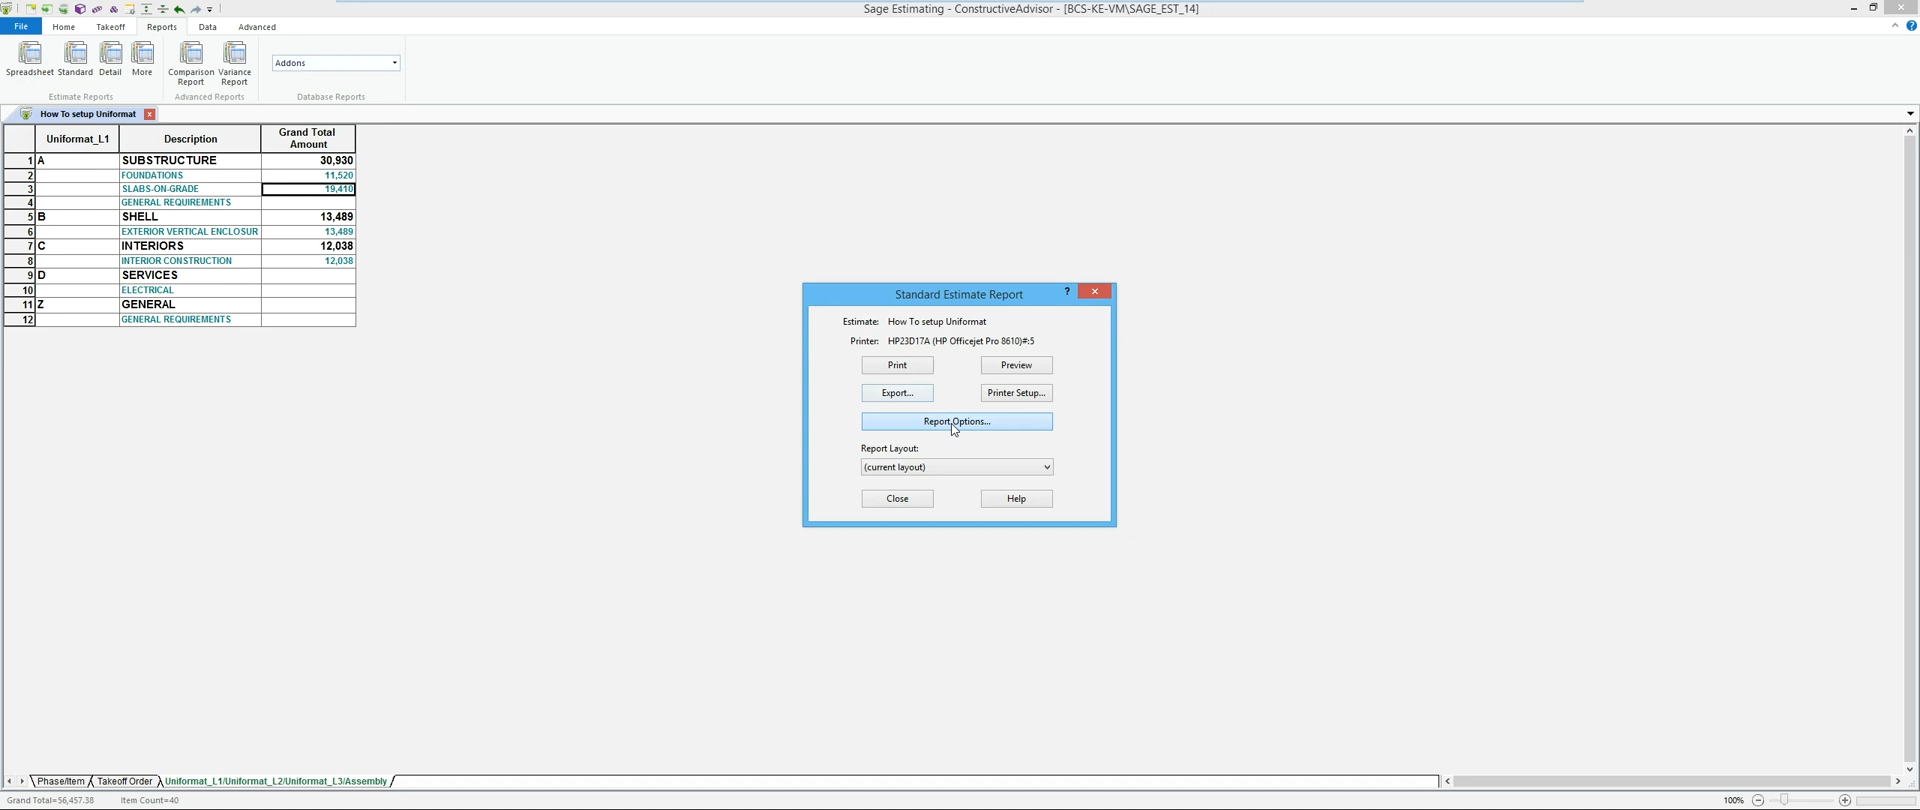 Sage Estimating - ConstructiveAdvisor - [BCS-KE-VM\SAGE_EST_14]
File Home Takeoff Reports Data Advanced
Spreadsheet Standard Detail More Comparison Report Variance Report Addons
Estimate Reports Advanced Reports Database Reports
How To setup Uniformat
Uniformat_L1 Description Grand Total Amount
1 A SUBSTRUCTURE 30,930
2 FOUNDATIONS 11,520
3 SLABS-ON-GRADE 19,410
4 GENERAL REQUIREMENTS
5 B SHELL 13,489
6 EXTERIOR VERTICAL ENCLOSUR 13,489
7 C INTERIORS 12,038
8 INTERIOR CONSTRUCTION 12,038
9 D SERVICES
10 ELECTRICAL
11 Z GENERAL
12 GENERAL REQUIREMENTS
Standard Estimate Report ?
Estimate: How To setup Uniformat
Printer: HP23D17A (HP Officejet Pro 8610)#:5
Print Preview
Export... Printer Setup...
Report Options...
Report Layout:
(current layout)
Close Help
Phase/Item Takeoff Order Uniformat_L1/Uniformat_L2/Uniformat_L3/Assembly
Grand Total=56,457.38 Item Count=40 100%